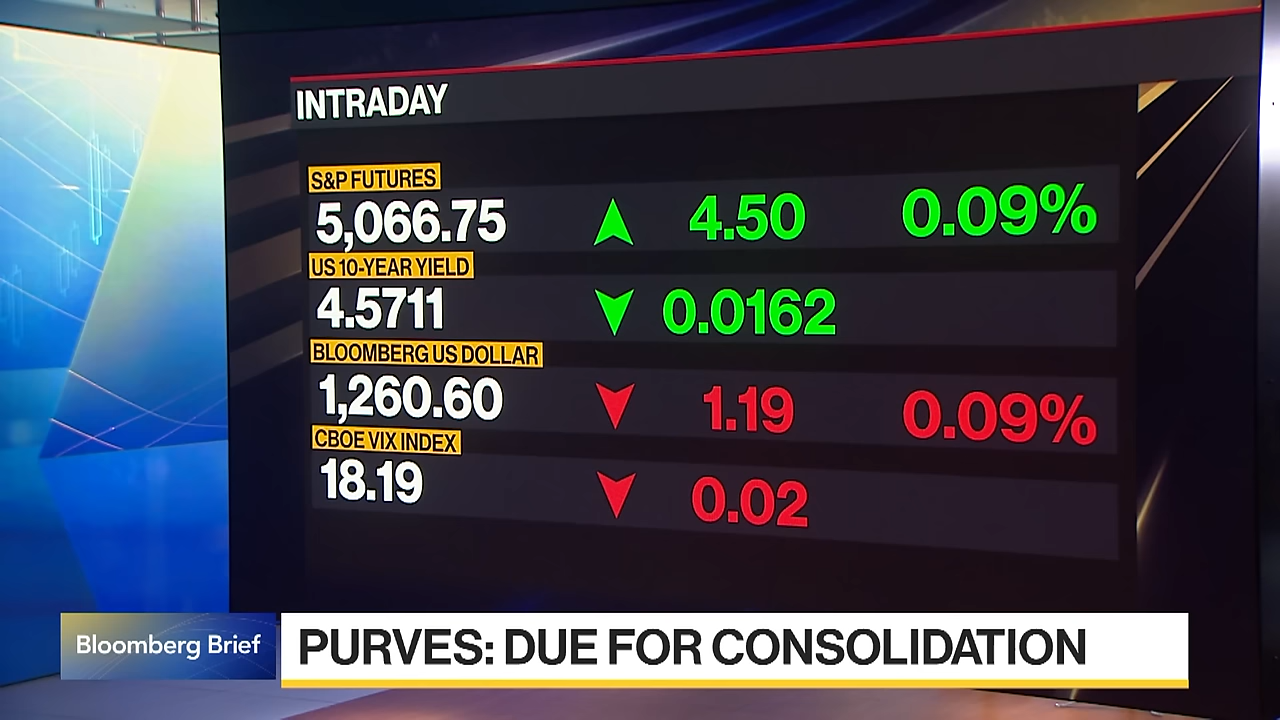 INTRADAY
S&P FUTURES
5,066.75 4.50 0.09%
US 10-YEAR YIELD
4.5711 0.0162
BLOOMBERG US DOLLAR
1,260.60 1.19 0.09%
CBOE VIX INDEX
18.19 0.02
Bloomberg Brief PURVES: DUE FOR CONSOLIDATION